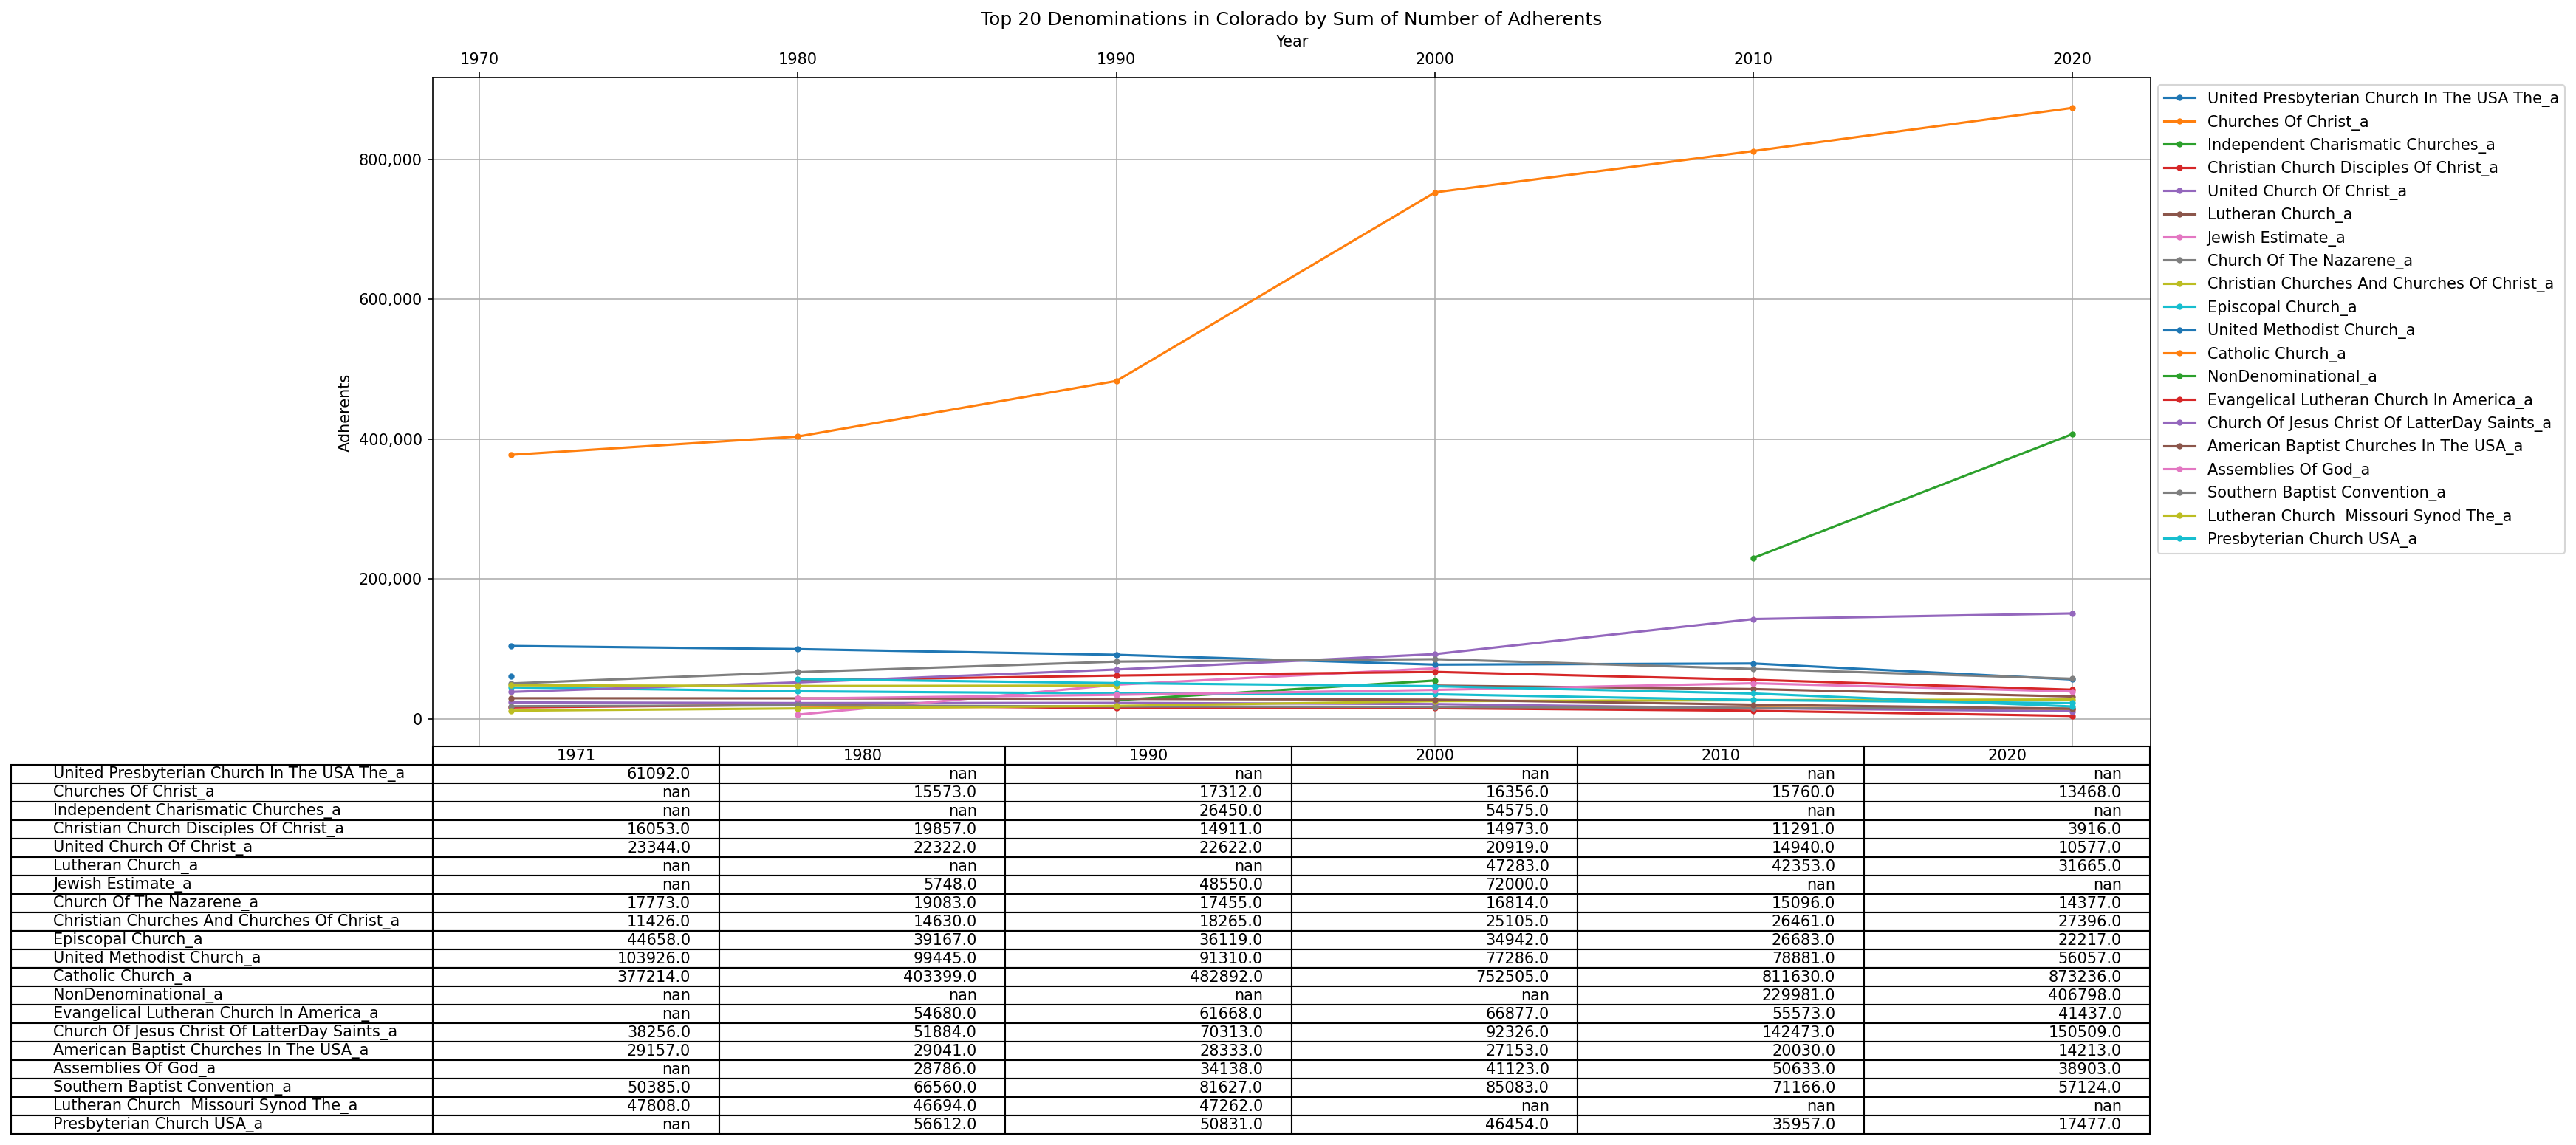 Top 20 Denominations in Colorado by Sum of Number of Adherents
Year
1970 1980 1990 2000 2010 2020
800,000
600,000
400,000
200,000
0
Adherents
United Presbyterian Church In The USA The_a
Churches Of Christ_a
Independent Charismatic Churches_a
Christian Church Disciples Of Christ_a
United Church Of Christ_a
Lutheran Church_a
Jewish Estimate_a
Church Of The Nazarene_a
Christian Churches And Churches Of Christ_a
Episcopal Church_a
United Methodist Church_a
Catholic Church_a
NonDenominational_a
Evangelical Lutheran Church In America_a
Church Of Jesus Christ Of LatterDay Saints_a
American Baptist Churches In The USA_a
Assemblies Of God_a
Southern Baptist Convention_a
Lutheran Church  Missouri Synod The_a
Presbyterian Church USA_a
1971 1980 1990 2000 2010 2020
United Presbyterian Church In The USA The_a 61092.0 nan nan nan nan nan
Churches Of Christ_a nan 15573.0 17312.0 16356.0 15760.0 13468.0
Independent Charismatic Churches_a nan nan 26450.0 54575.0 nan nan
Christian Church Disciples Of Christ_a 16053.0 19857.0 14911.0 14973.0 11291.0 3916.0
United Church Of Christ_a 23344.0 22322.0 22622.0 20919.0 14940.0 10577.0
Lutheran Church_a nan nan nan 47283.0 42353.0 31665.0
Jewish Estimate_a nan 5748.0 48550.0 72000.0 nan nan
Church Of The Nazarene_a 17773.0 19083.0 17455.0 16814.0 15096.0 14377.0
Christian Churches And Churches Of Christ_a 11426.0 14630.0 18265.0 25105.0 26461.0 27396.0
Episcopal Church_a 44658.0 39167.0 36119.0 34942.0 26683.0 22217.0
United Methodist Church_a 103926.0 99445.0 91310.0 77286.0 78881.0 56057.0
Catholic Church_a 377214.0 403399.0 482892.0 752505.0 811630.0 873236.0
NonDenominational_a nan nan nan nan 229981.0 406798.0
Evangelical Lutheran Church In America_a nan 54680.0 61668.0 66877.0 55573.0 41437.0
Church Of Jesus Christ Of LatterDay Saints_a 38256.0 51884.0 70313.0 92326.0 142473.0 150509.0
American Baptist Churches In The USA_a 29157.0 29041.0 28333.0 27153.0 20030.0 14213.0
Assemblies Of God_a nan 28786.0 34138.0 41123.0 50633.0 38903.0
Southern Baptist Convention_a 50385.0 66560.0 81627.0 85083.0 71166.0 57124.0
Lutheran Church  Missouri Synod The_a 47808.0 46694.0 47262.0 nan nan nan
Presbyterian Church USA_a nan 56612.0 50831.0 46454.0 35957.0 17477.0